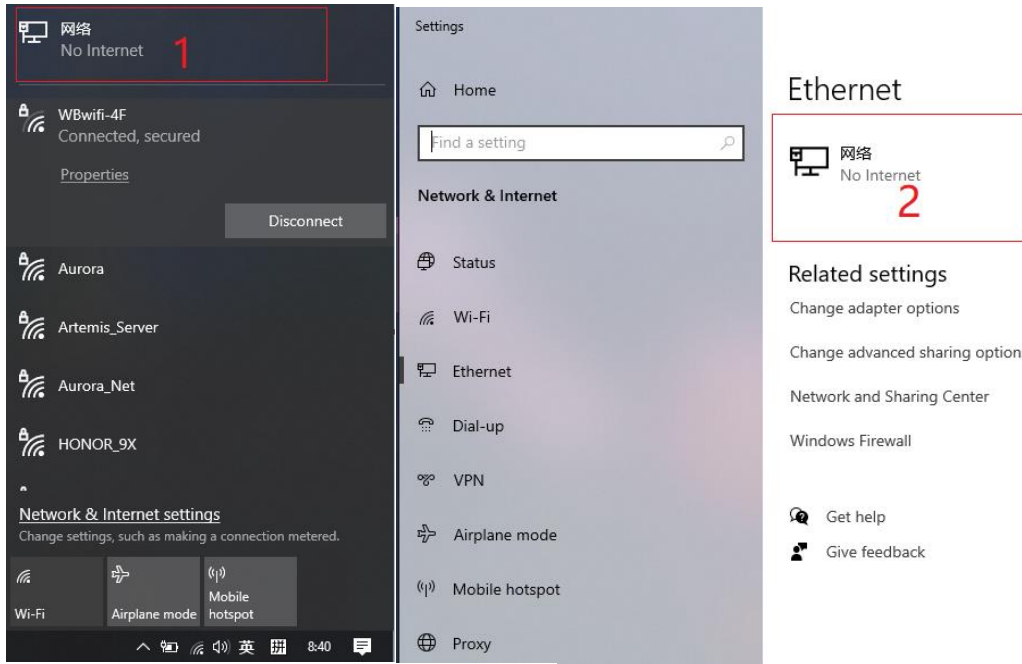 网络
No Internet
1
WBwifi-4F
Connected, secured
Properties
Disconnect
Aurora
Artemis_Server
Aurora_Net
HONOR_9X
Network & Internet settings
Change settings, such as making a connection metered.
Wi-Fi
Airplane mode
Mobile
hotspot
英
拼
8:40
Settings
Home
Find a setting
Network & Internet
Status
Wi-Fi
Ethernet
Dial-up
VPN
Airplane mode
Mobile hotspot
Proxy
Ethernet
网络
No Internet
2
Related settings
Change adapter options
Change advanced sharing option
Network and Sharing Center
Windows Firewall
Get help
Give feedback